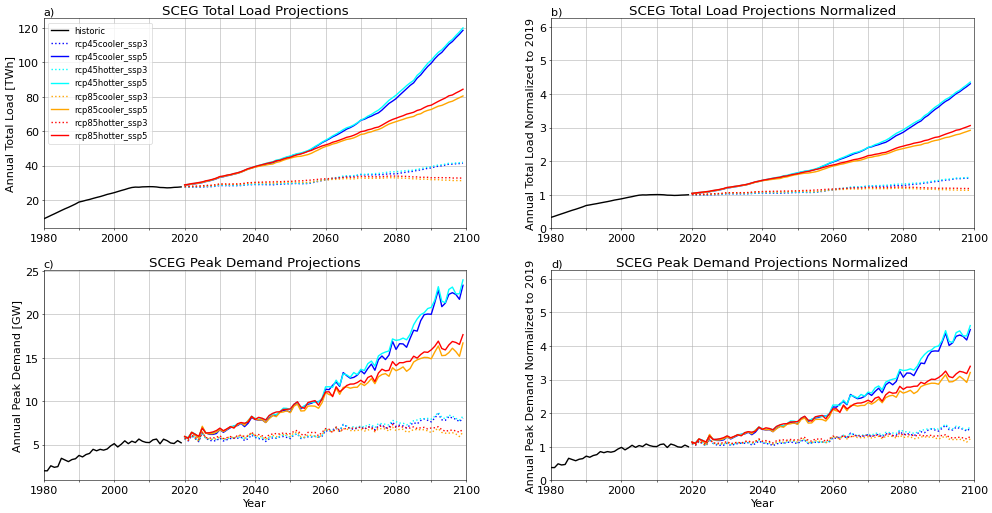 a)
SCEG Total Load Projections
Annual Total Load [TWh]
120
100
80
60
40
20
historic
rcp45cooler_ssp3
rcp45cooler_ssp5
rcp45hotter_ssp3
rcp45hotter_ssp5
rcp85cooler_ssp3
rcp85cooler_ssp5
rcp85hotter_ssp3
rcp85hotter_ssp5
1980 2000 2020 2040 2060 2080 2100
b)
SCEG Total Load Projections Normalized
Annual Total Load Normalized to 2019
6
5
4
3
2
1
0
1980 2000 2020 2040 2060 2080 2100
c)
SCEG Peak Demand Projections
Annual Peak Demand [GW]
25
20
15
10
5
1980 2000 2020 2040 2060 2080 2100
Year
d)
SCEG Peak Demand Projections Normalized
Annual Peak Demand Normalized to 2019
6
5
4
3
2
1
0
1980 2000 2020 2040 2060 2080 2100
Year